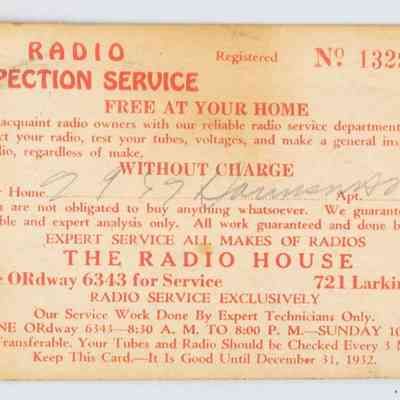 RADIO
Registered Nº 132
PECTION SERVICE
FREE AT YOUR HOME
acquaint radio owners with our reliable radio service department
ct your radio, test your tubes, voltages, and make a general ins
dio, regardless of make.
WITHOUT CHARGE
r Home Apt.
u are not obligated to buy anything whatsoever. We guarante
ble and expert analysis only. All work guaranteed and done b
EXPERT SERVICE ALL MAKES OF RADIOS
THE RADIO HOUSE
e ORdway 6343 for Service 721 Larkin
RADIO SERVICE EXCLUSIVELY
Our Service Work Done By Expert Technicians Only.
NE ORdway 6343—8:30 A. M. TO 8:00 P. M.—SUNDAY 10
Transferable. Your Tubes and Radio Should be Checked Every 3 M
Keep This Card.—It Is Good Until December 31, 1932.